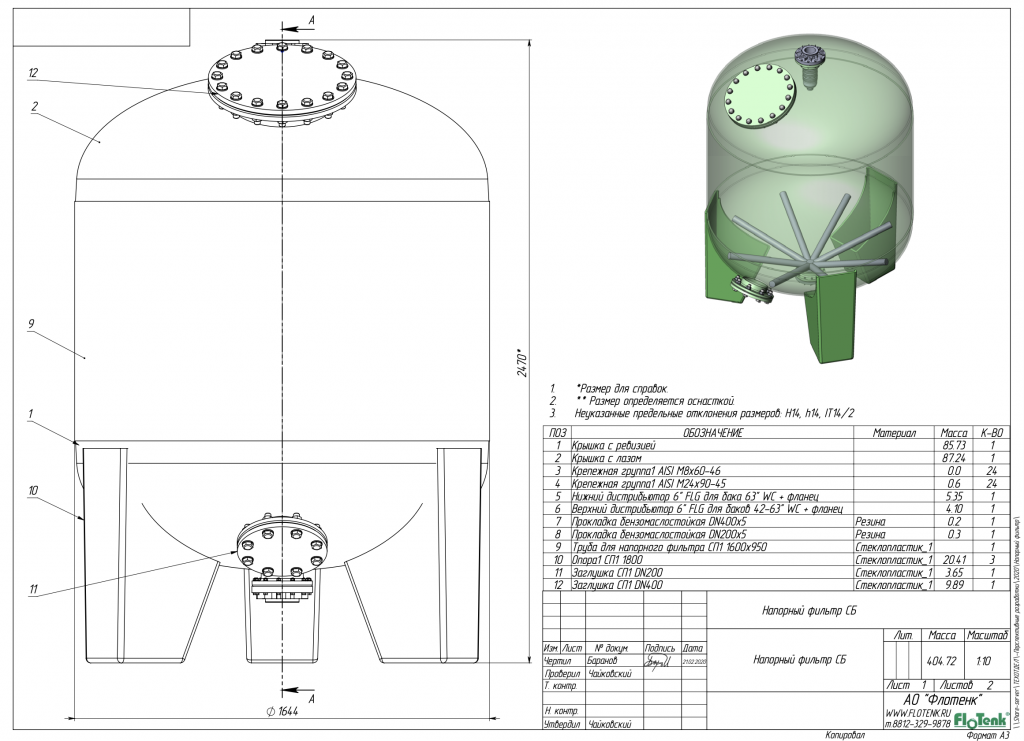 А
12
2
9
2470*
1
10
11
А
Ф 1644
1. *Размер для справок.
2. ** Размер определяется оснасткой.
3. Неуказанные предельные отклонения размеров: H14, h14, IT14/2
ПОЗ ОБОЗНАЧЕНИЕ Материал Масса К-ВО
1 Крышка с ревизией 85.73 1
2 Крышка с лазом 87.24 1
3 Крепежная группа1 AISI M8x60-46 0.0 24
4 Крепежная группа1 AISI M24x90-45 0.6 24
5 Нижний дистрибьютор 6" FLG для бака 63" WC + фланец 5.35 1
6 Верхний дистрибьютор 6" FLG для баков 42-63" WC + фланец 4.10 1
7 Прокладка бензомаслостойкая DN400x5 Резина 0.2 1
8 Прокладка бензомаслостойкая DN200x5 Резина 0.3 1
9 Труба для напорного фильтра СП1 1600x950 Стеклопластик_1 1
10 Опора1 СП1 1800 Стеклопластик_1 20.41 3
11 Заглушка СП1 DN200 Стеклопластик_1 3.65 1
12 Заглушка СП1 DN400 Стеклопластик_1 9.89 1
Напорный фильтр СБ
Лит. Масса Масштаб
Изм. Лист № докум. Подпись Дата
Чертил Баранов 21.02.2020
Напорный фильтр СБ
404.72 1:10
Проверил Чайковский
Т. контр.
Лист 1 Листов 2
АО "Флотенк"
Н. контр.
WWW.FLOTENK.RU
Утвердил Чайковский
т.8812-329-9878
FloTenk®
Копировал Формат А3